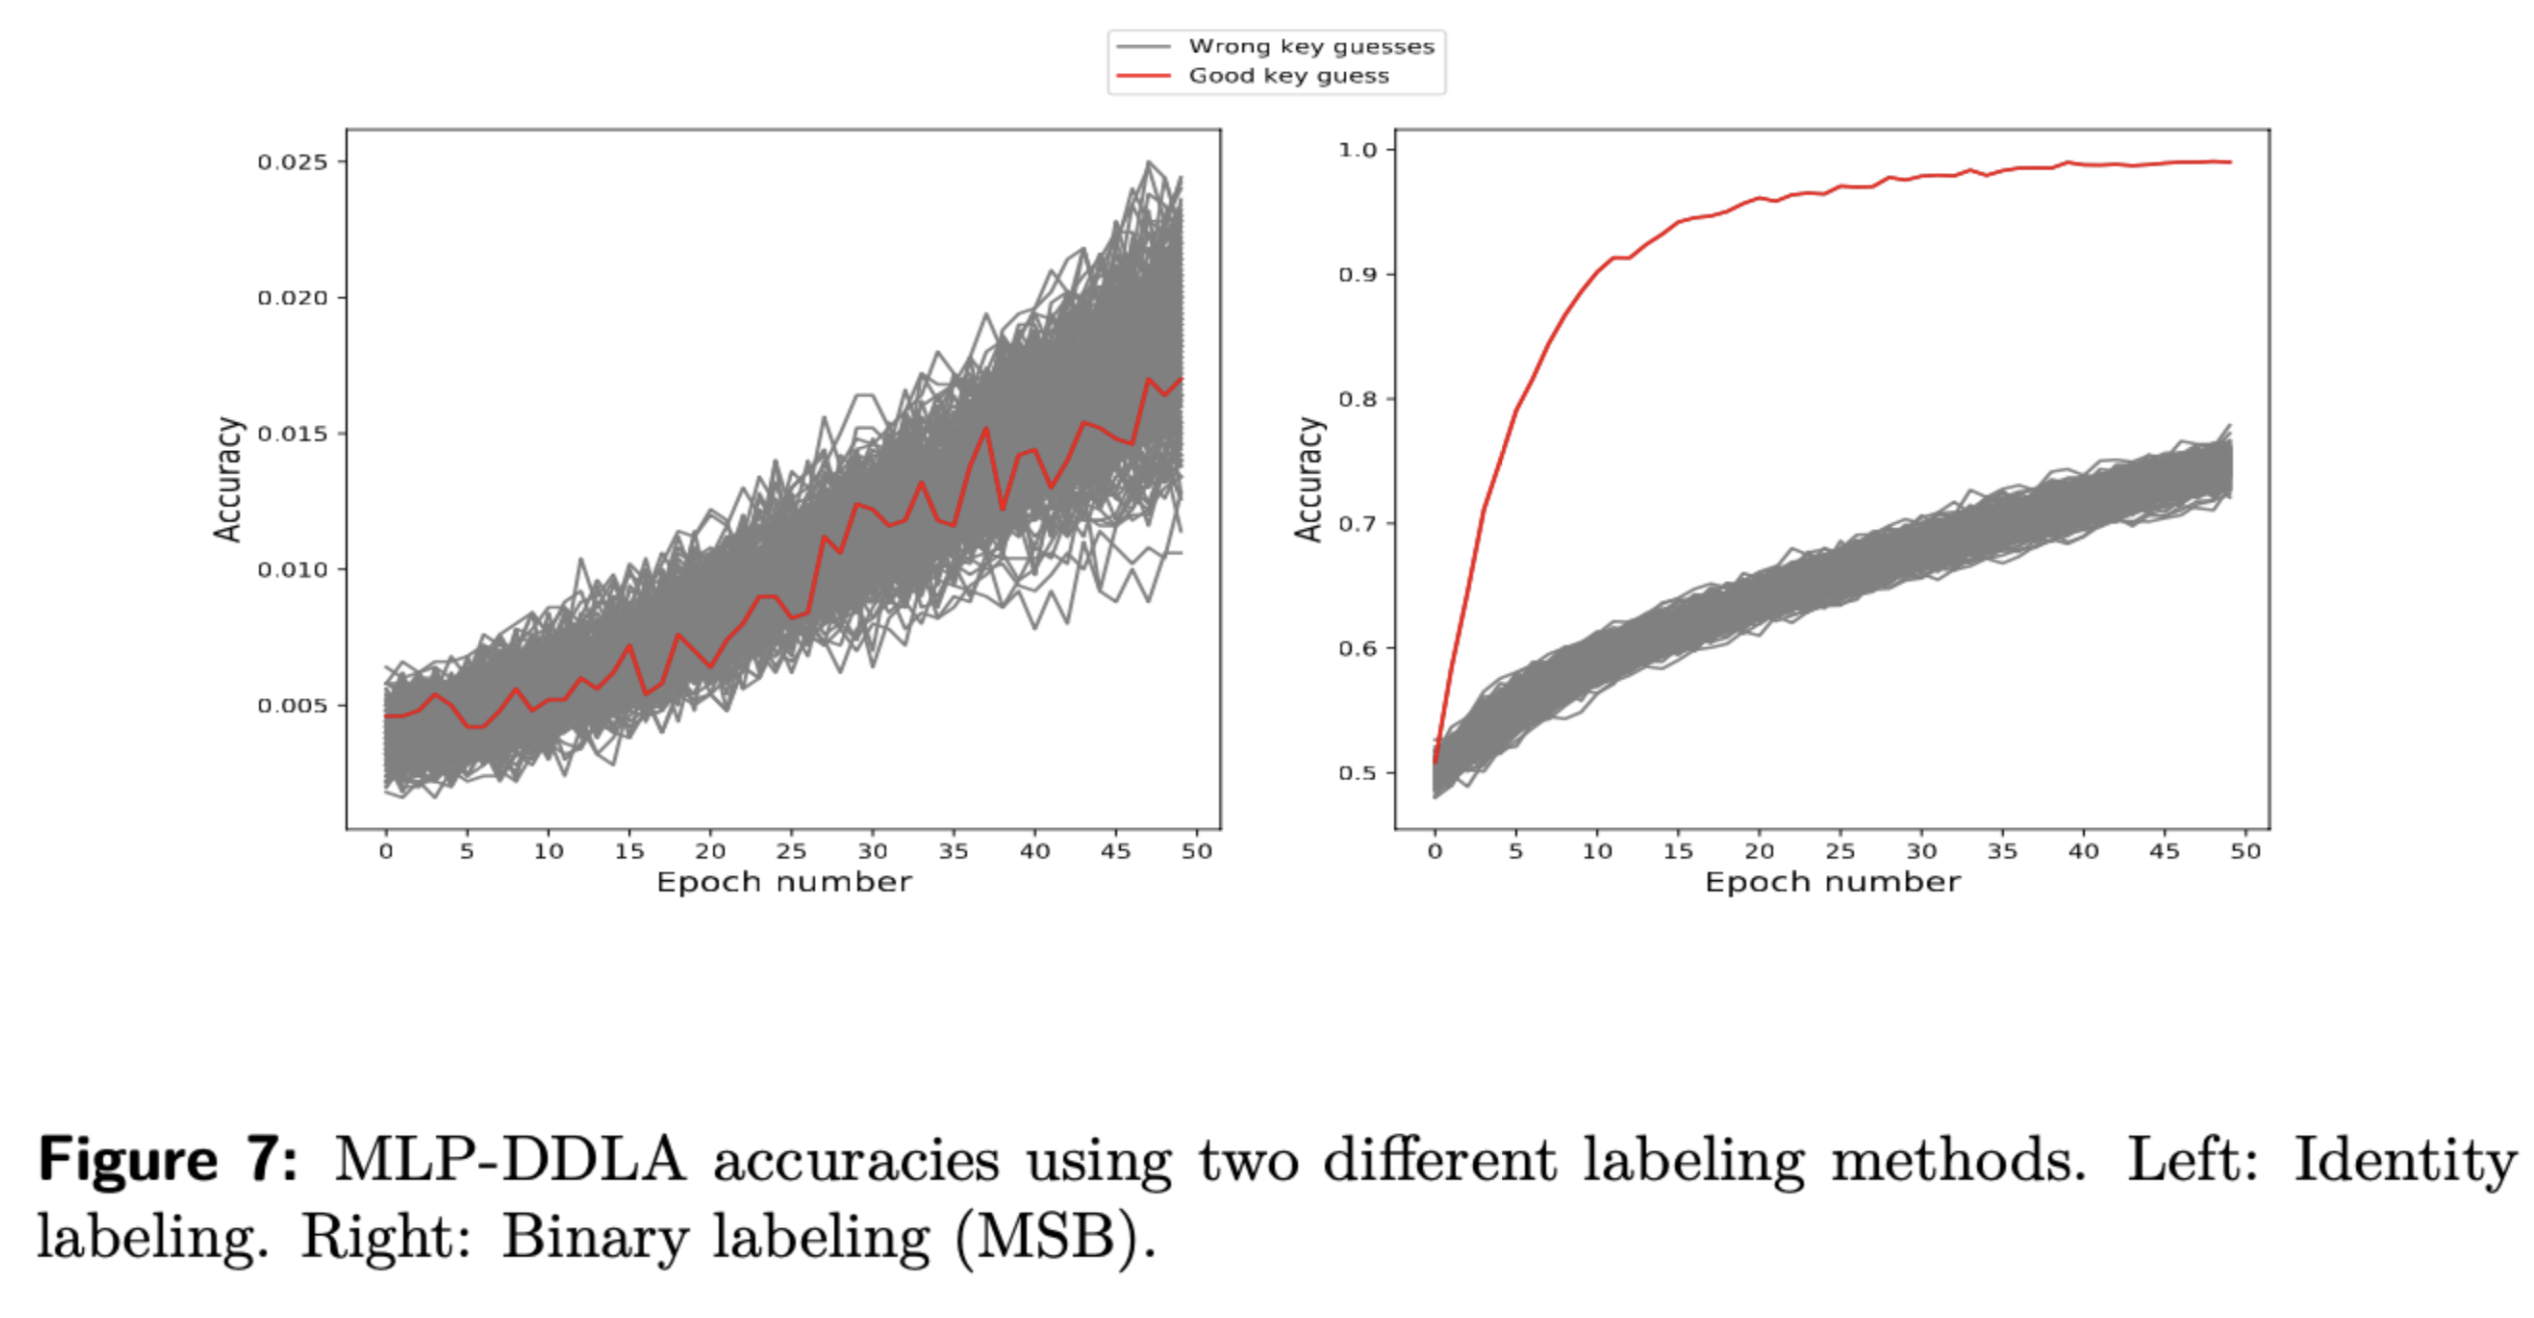 Wrong key guesses
Good key guess
0.025
0.020
0.015
0.010
0.005
Accuracy
0 5 10 15 20 25 30 35 40 45 50
Epoch number
1.0
0.9
0.8
0.7
0.6
0.5
Accuracy
0 5 10 15 20 25 30 35 40 45 50
Epoch number
Figure 7: MLP-DDLA accuracies using two different labeling methods. Left: Identity
labeling. Right: Binary labeling (MSB).